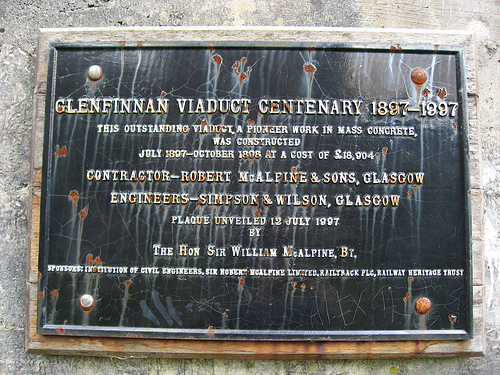 GLENFINNAN VIADUCT CENTENARY 1897-1997
THIS OUTSTANDING VIADUCT, A PIONEER WORK IN MASS CONCRETE,
WAS CONSTRUCTED
JULY 1897-OCTOBER 1898 AT A COST OF £18,904
CONTRACTOR-ROBERT McALPINE & SONS, GLASGOW
ENGINEERS-SIMPSON & WILSON, GLASGOW
PLAQUE UNVEILED 12 JULY 1997
BY
THE HON SIR WILLIAM McALPINE, BT.
SPONSORS: INSTITUTION OF CIVIL ENGINEERS, SIR ROBERT McALPINE LIMITED, RAILTRACK PLC, RAILWAY HERITAGE TRUST